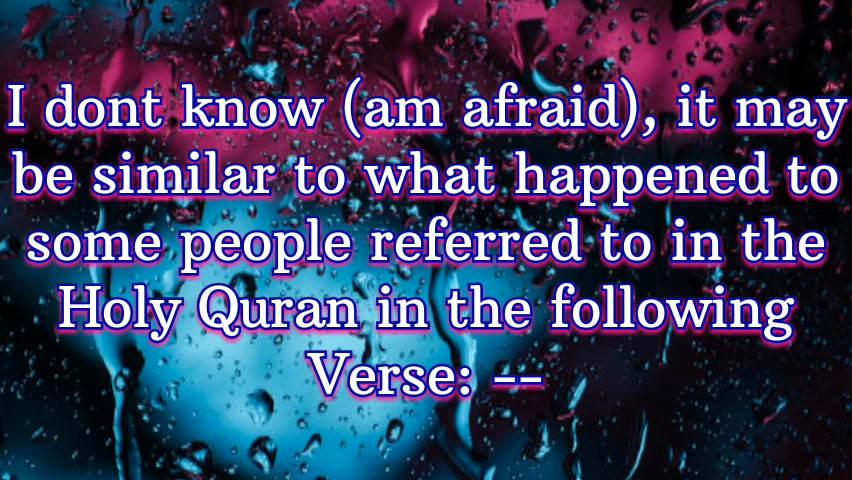 I dont know (am afraid), it may
be similar to what happened to
some people referred to in the
Holy Quran in the following
Verse: --